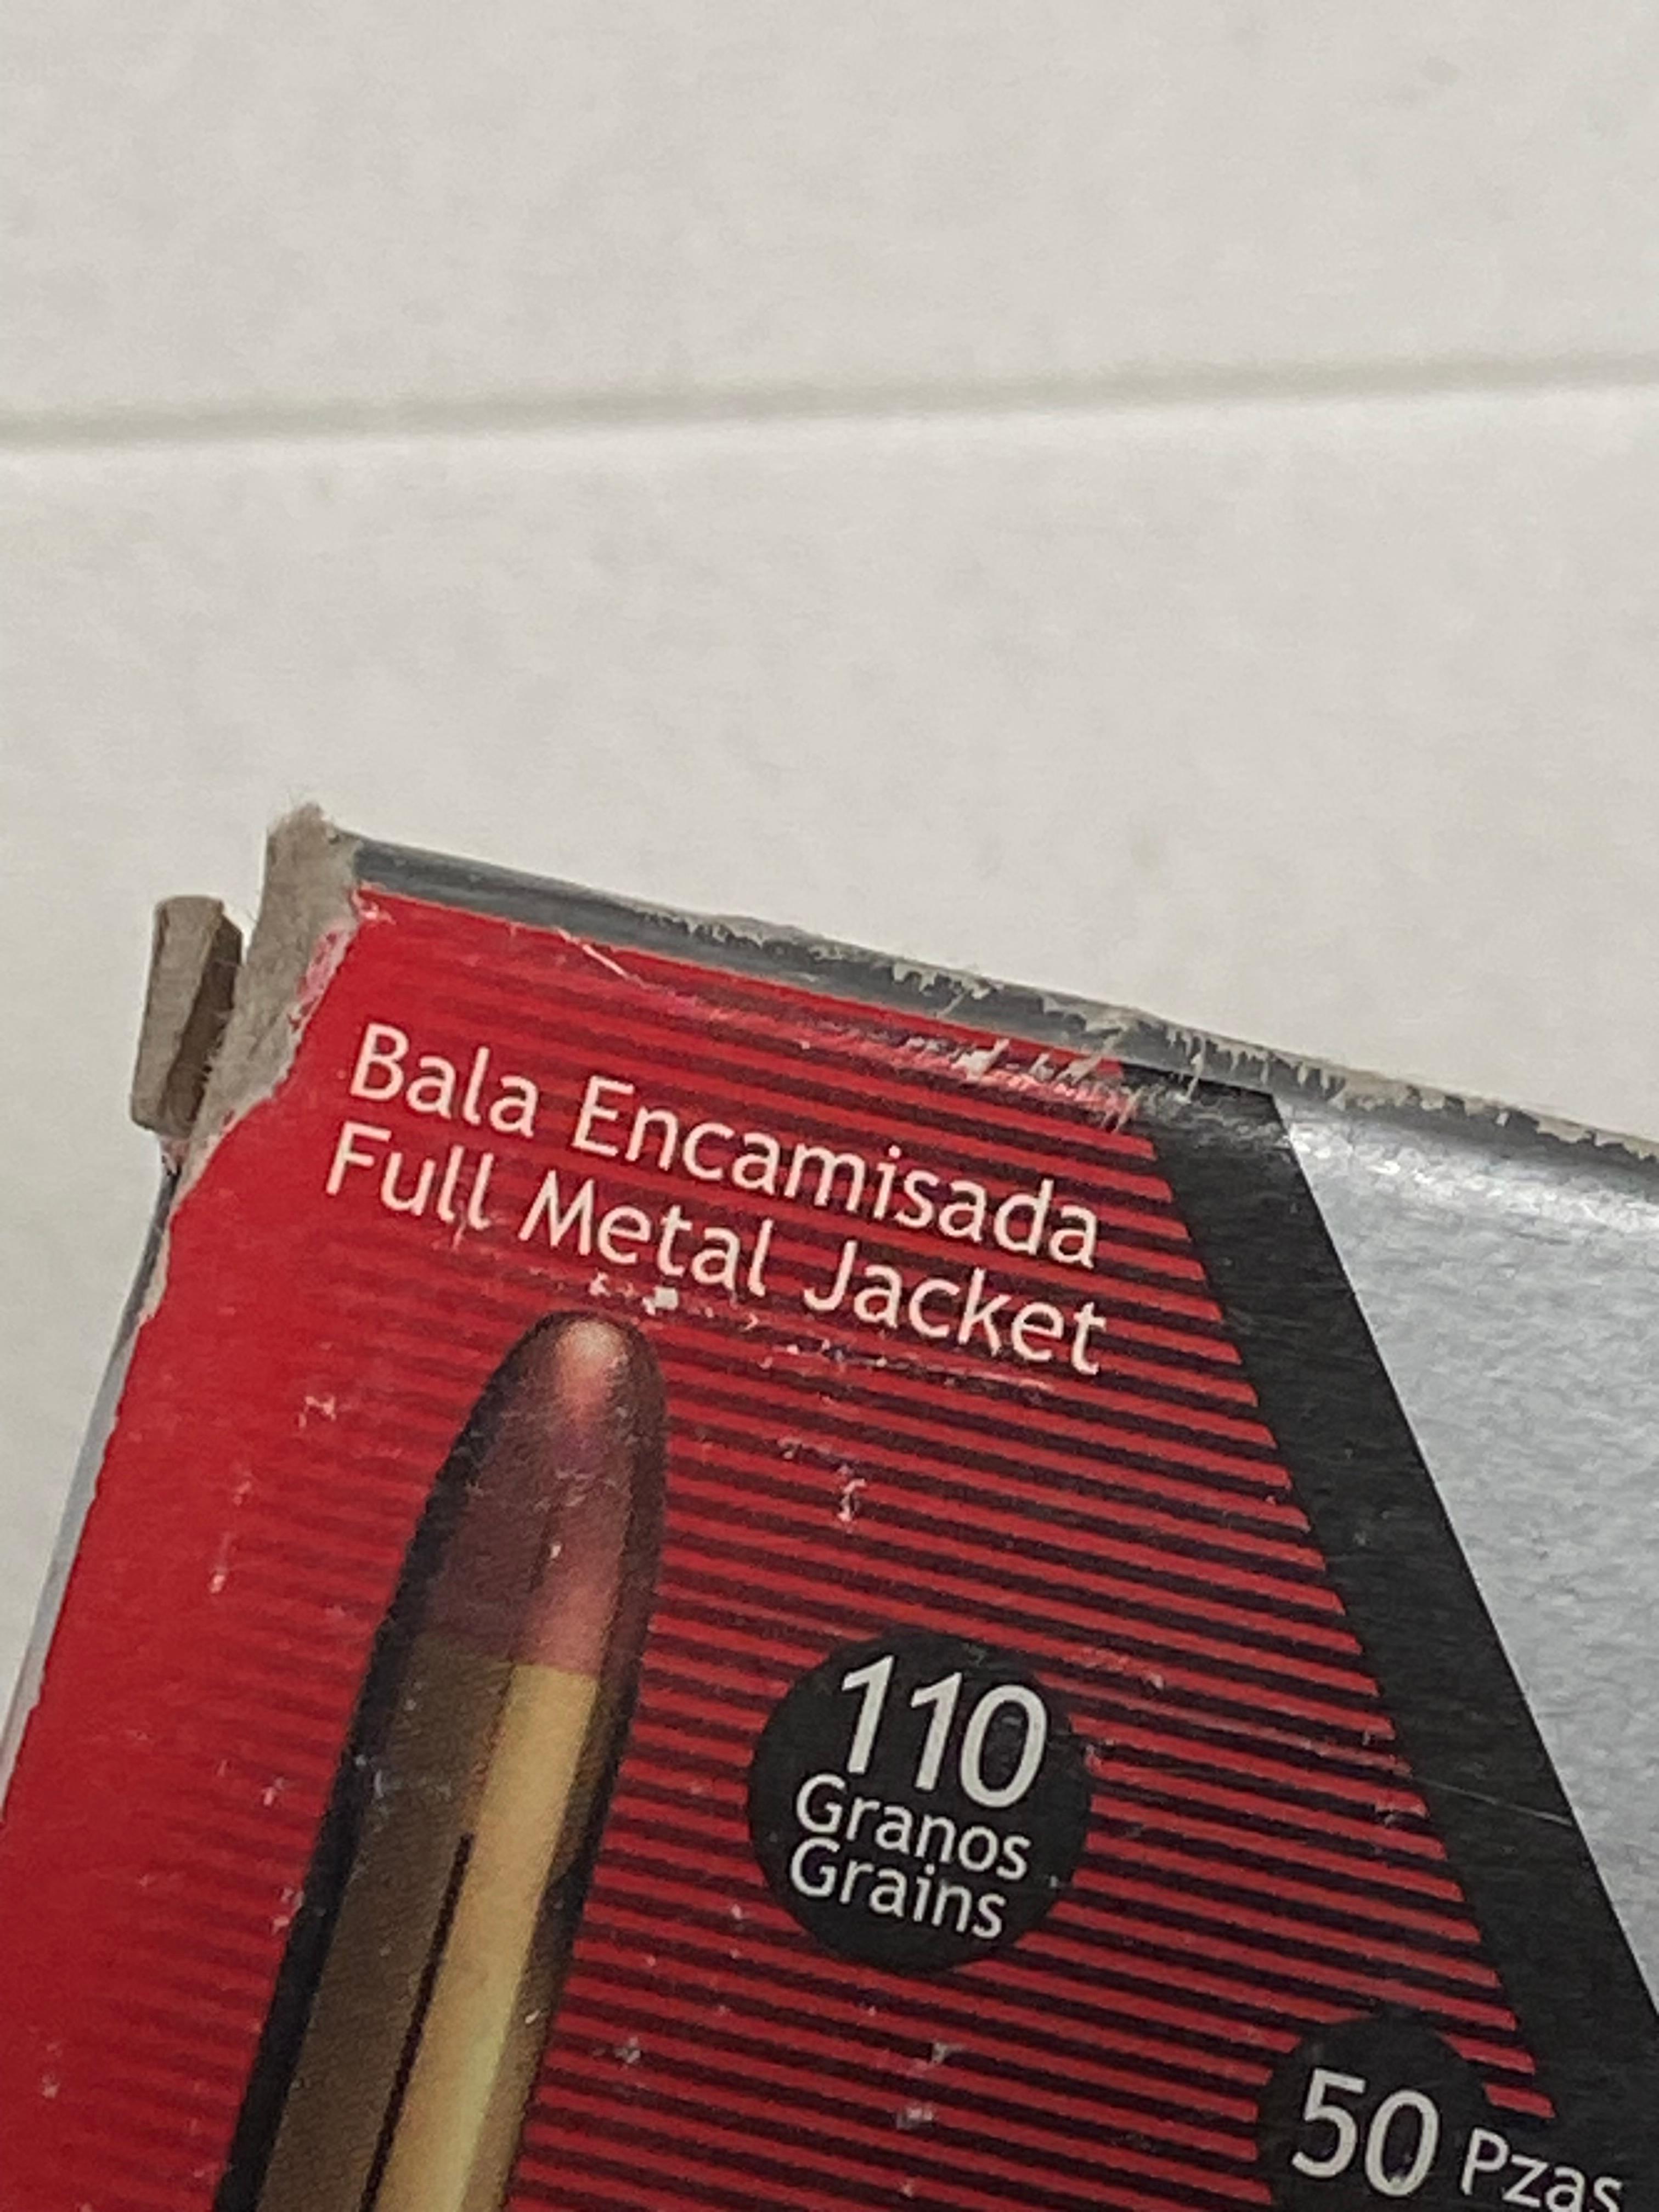 Bala Encamisada
Full Metal Jacket
110
Granos
Grains
50 Pzas